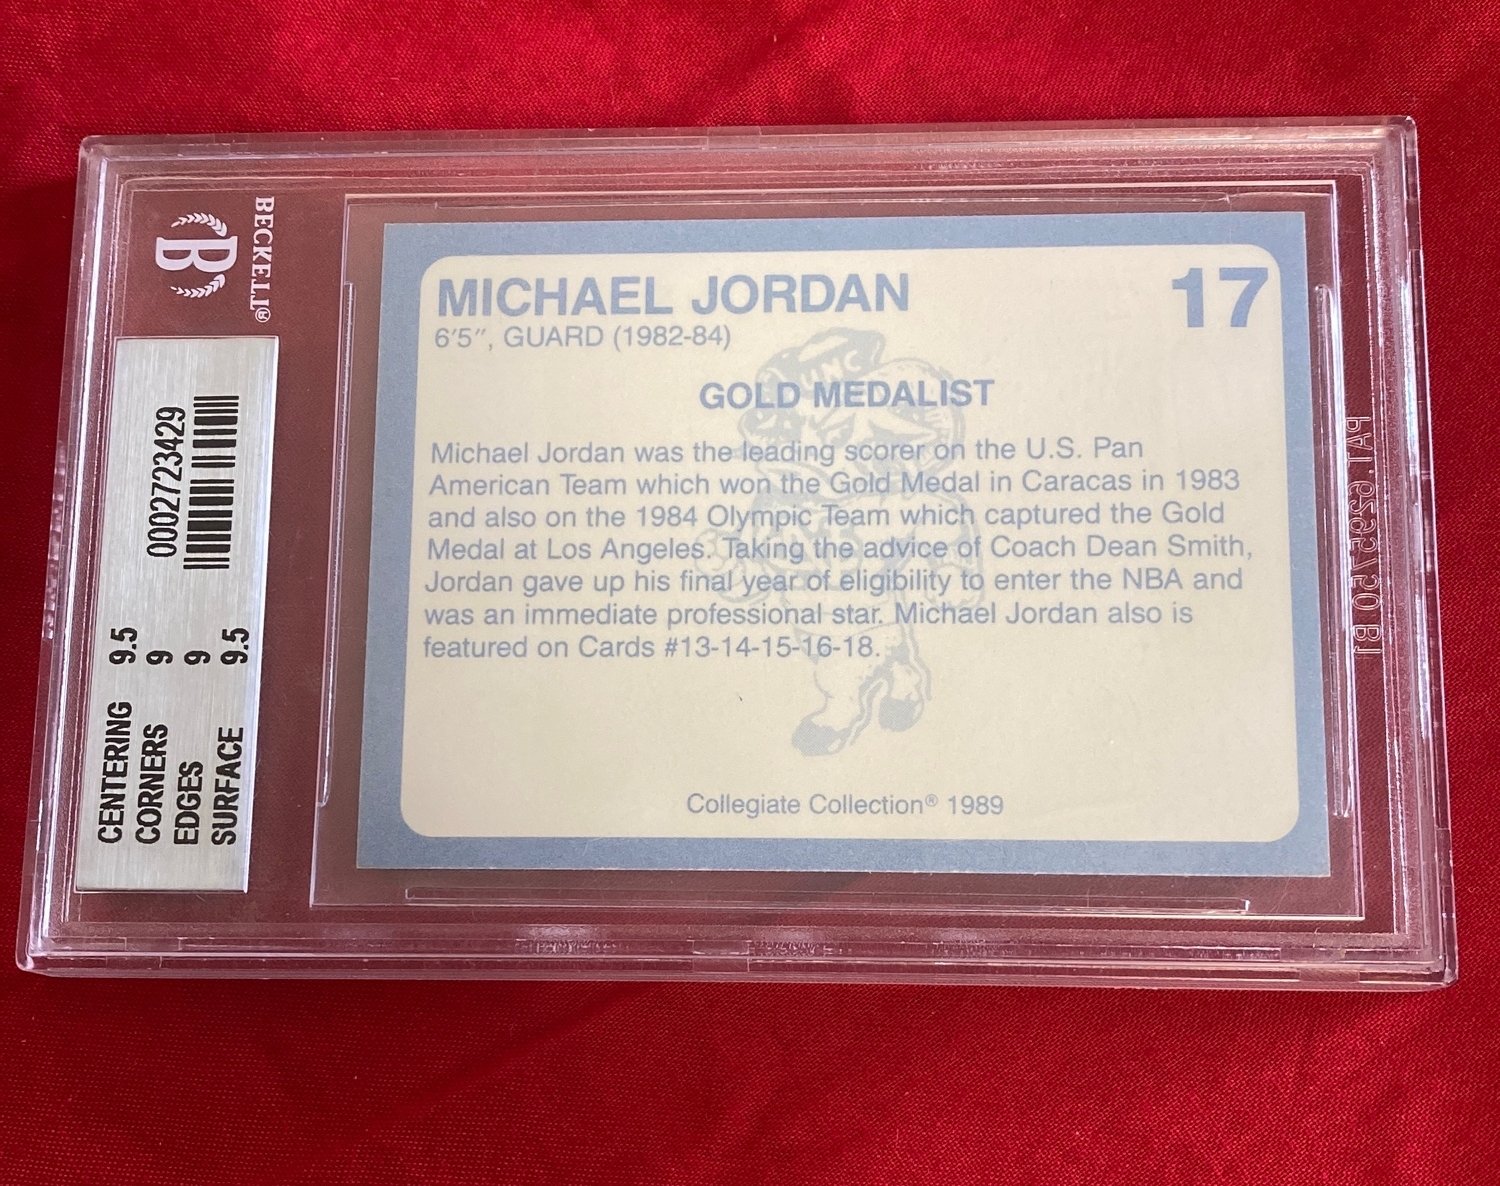 BECKETT®
B
0002723429
CENTERING 9.5
CORNERS 9
EDGES 9
SURFACE 9.5
MICHAEL JORDAN 17
6'5", GUARD (1982-84)
UNC
GOLD MEDALIST
Michael Jordan was the leading scorer on the U.S. Pan
American Team which won the Gold Medal in Caracas in 1983
and also on the 1984 Olympic Team which captured the Gold
Medal at Los Angeles. Taking the advice of Coach Dean Smith,
Jordan gave up his final year of eligibility to enter the NBA and
was an immediate professional star. Michael Jordan also is
featured on Cards #13-14-15-16-18.
Collegiate Collection® 1989